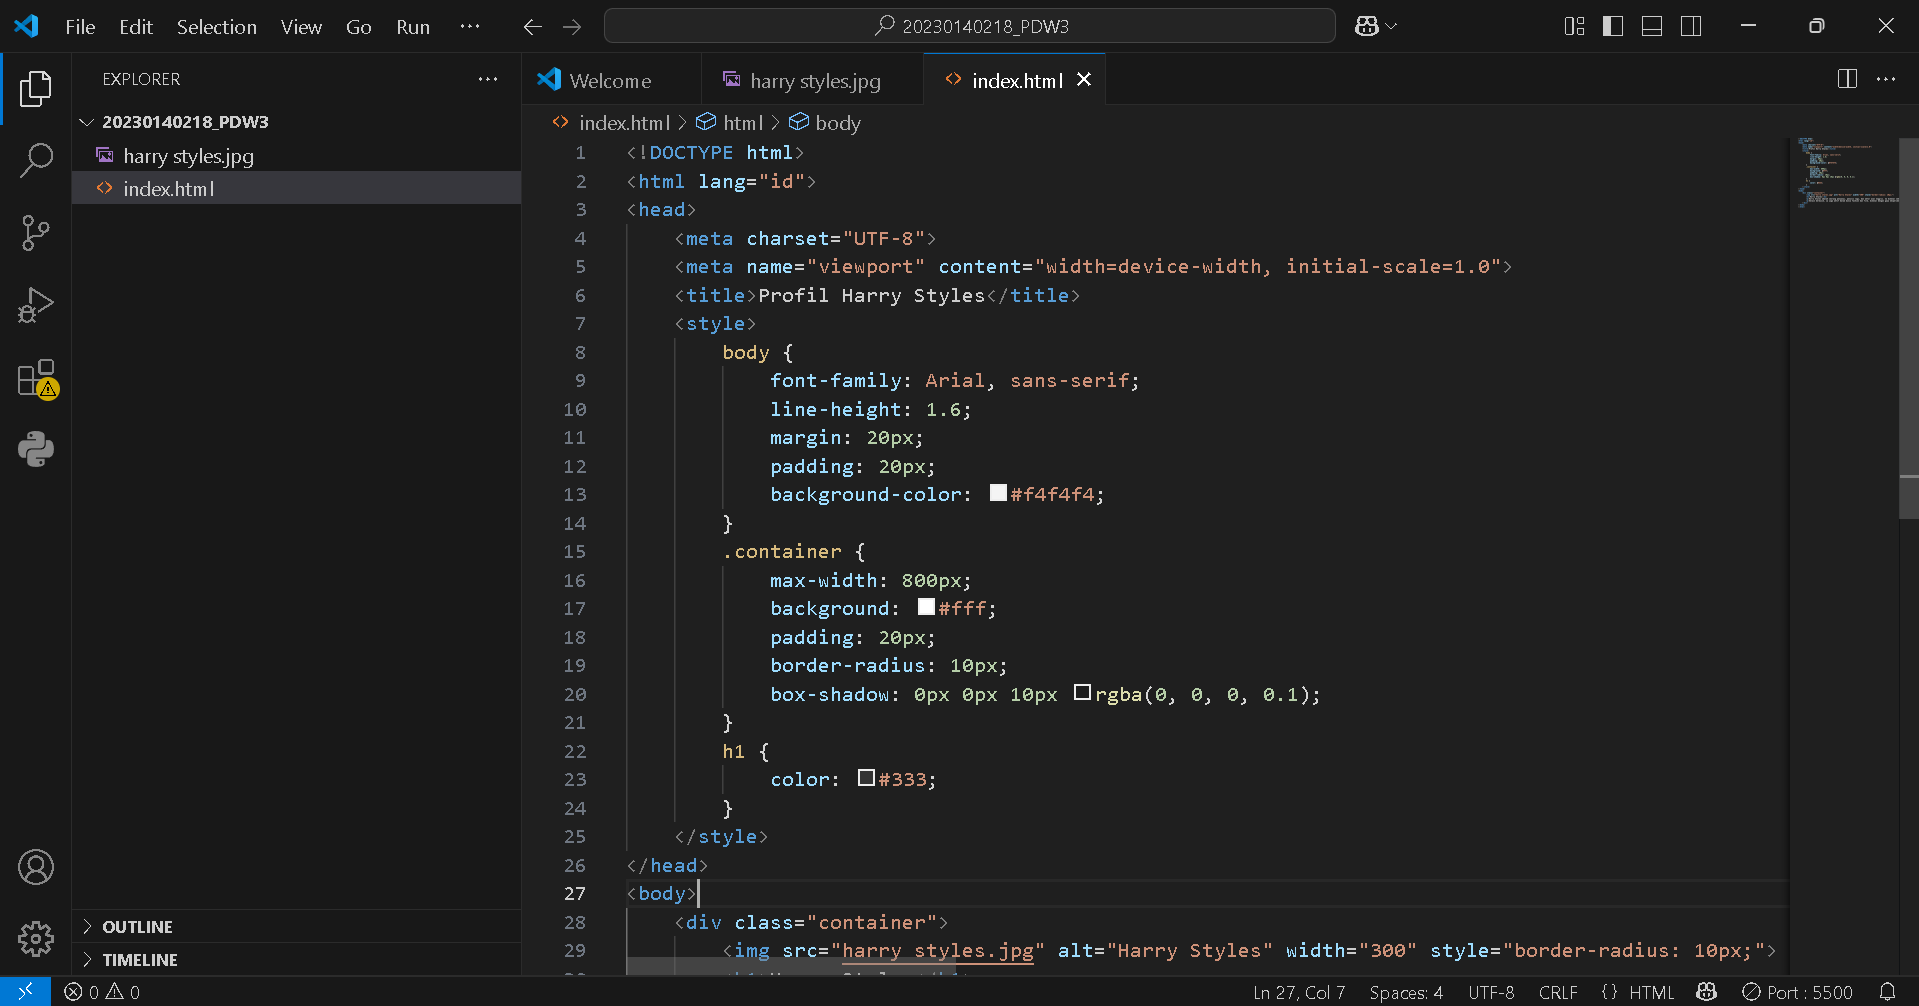 File Edit Selection View Go Run ···
20230140218_PDW3
EXPLORER
20230140218_PDW3
harry styles.jpg
index.html
OUTLINE
TIMELINE
Welcome
harry styles.jpg
index.html
index.html > html > body
1 <!DOCTYPE html>
2 <html lang="id">
3 <head>
4 <meta charset="UTF-8">
5 <meta name="viewport" content="width=device-width, initial-scale=1.0">
6 <title>Profil Harry Styles</title>
7 <style>
8 body {
9 font-family: Arial, sans-serif;
10 line-height: 1.6;
11 margin: 20px;
12 padding: 20px;
13 background-color: #f4f4f4;
14 }
15 .container {
16 max-width: 800px;
17 background: #fff;
18 padding: 20px;
19 border-radius: 10px;
20 box-shadow: 0px 0px 10px rgba(0, 0, 0, 0.1);
21 }
22 h1 {
23 color: #333;
24 }
25 </style>
26 </head>
27 <body>
28 <div class="container">
29 <img src="harry styles.jpg" alt="Harry Styles" width="300" style="border-radius: 10px;">
0 0
Ln 27, Col 7 Spaces: 4 UTF-8 CRLF {} HTML Port : 5500